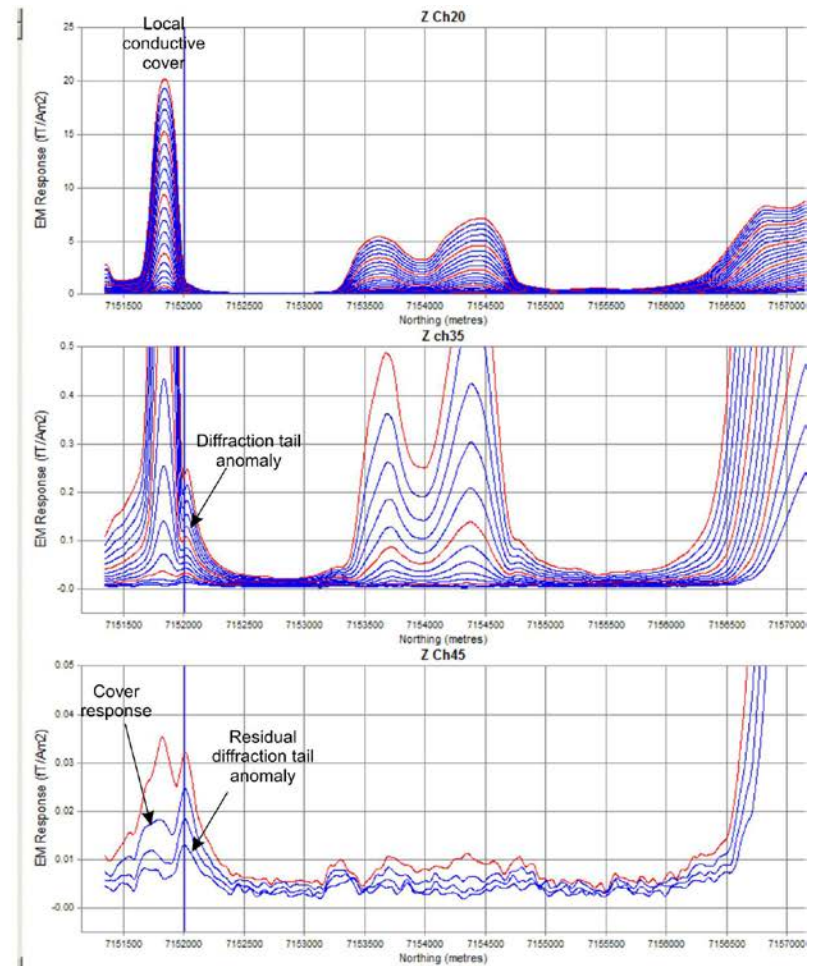 Z Ch20
Local
conductive
cover
EM Response (fT/Am2)
25
20
15
10
5
0
7151500 7152000 7152500 7153000 7153500 7154000 7154500 7155000 7155500 7156000 7156500 7157000
Northing (metres)
Z ch35
EM Response (fT/Am2)
0.5
0.4
0.3
0.2
0.1
-0.0
Diffraction tail
anomaly
7151500 7152000 7152500 7153000 7153500 7154000 7154500 7155000 7155500 7156000 7156500 7157000
Northing (metres)
Z Ch45
EM Response (fT/Am2)
0.05
0.04
0.03
0.02
0.01
-0.00
Cover
response
Residual
diffraction tail
anomaly
7151500 7152000 7152500 7153000 7153500 7154000 7154500 7155000 7155500 7156000 7156500 7157000
Northing (metres)